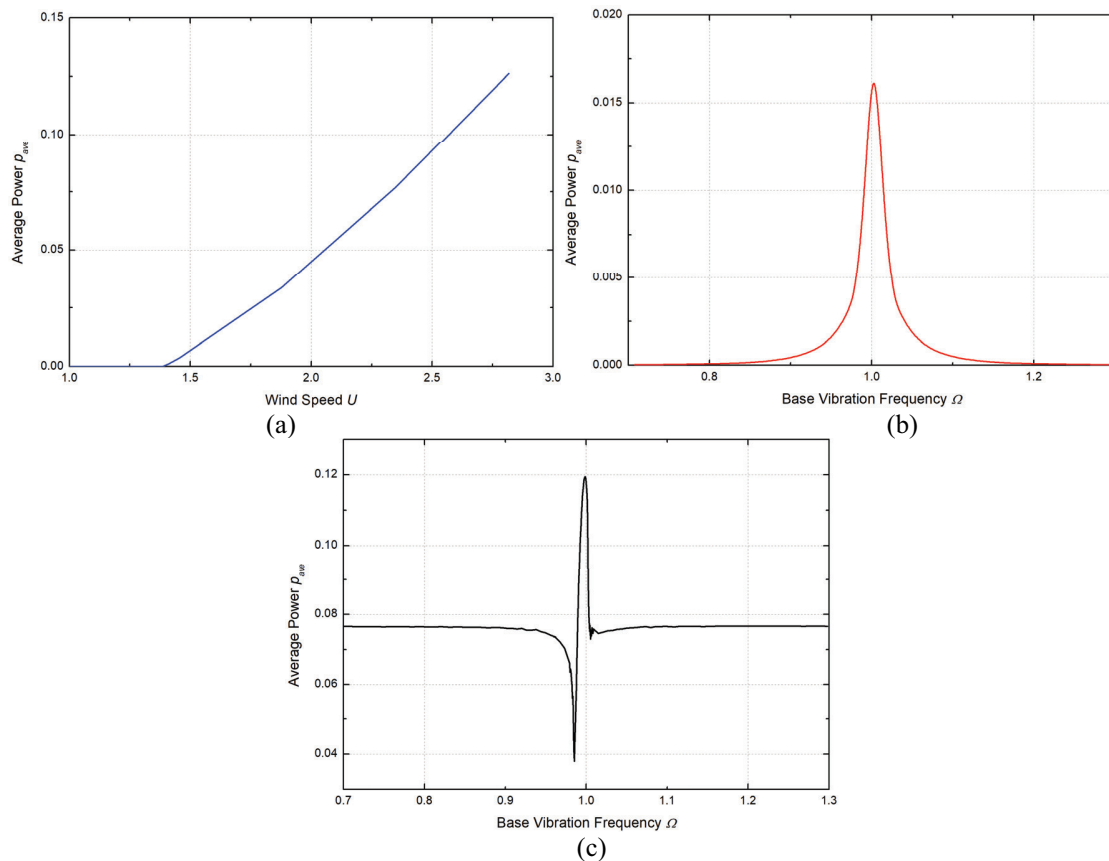 0.15
0.10
0.05
0.00
Average Power p_ave
1.0 1.5 2.0 2.5 3.0
Wind Speed U
(a)
0.020
0.015
0.010
0.005
0.000
Average Power p_ave
0.8 1.0 1.2
Base Vibration Frequency Ω
(b)
0.12
0.10
0.08
0.06
0.04
Average Power p_ave
0.7 0.8 0.9 1.0 1.1 1.2 1.3
Base Vibration Frequency Ω
(c)